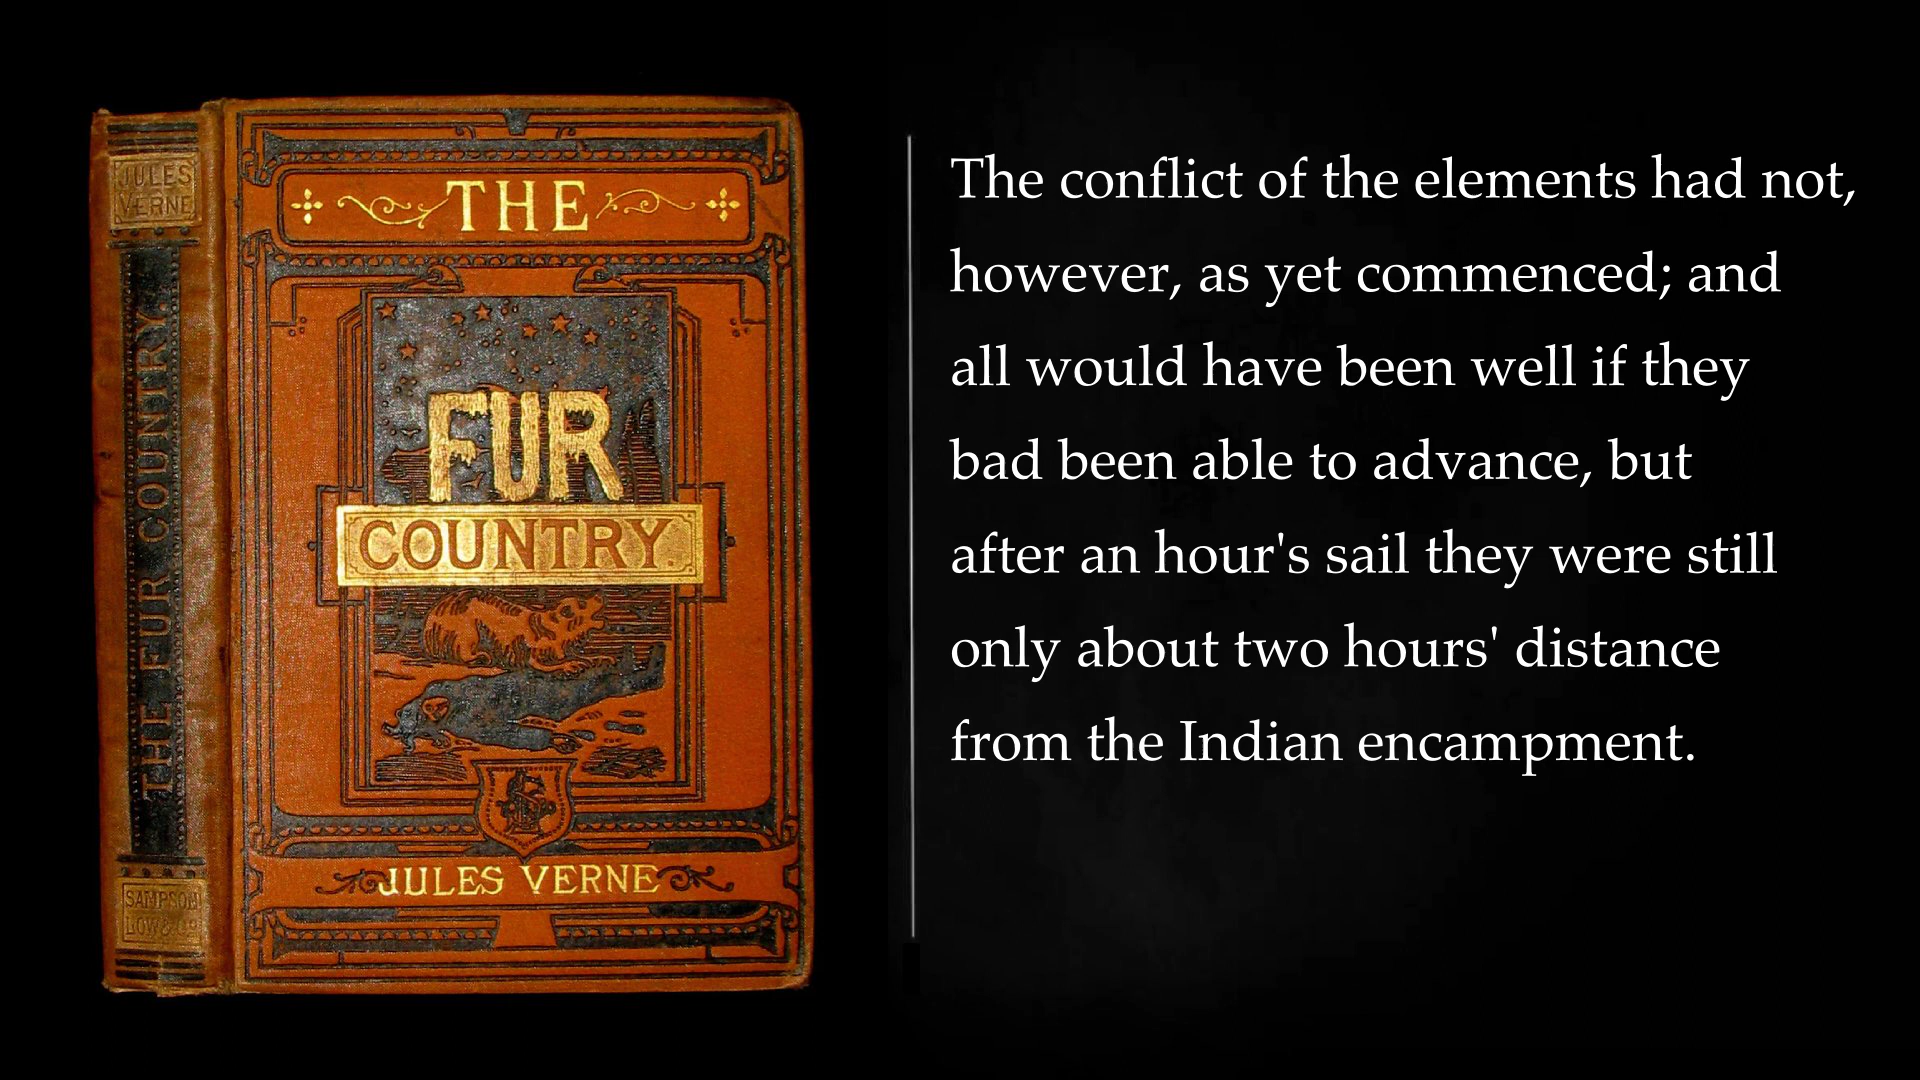 JULES
VERNE
THE FUR COUNTRY.
SAMPSON
LOW & Co
THE
FUR
COUNTRY.
JULES VERNE
The conflict of the elements had not,
however, as yet commenced; and
all would have been well if they
bad been able to advance, but
after an hour's sail they were still
only about two hours' distance
from the Indian encampment.